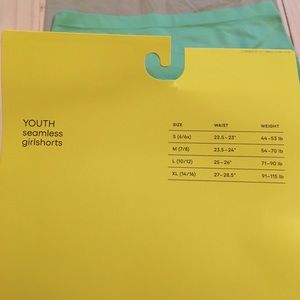 YOUTH
seamless
girlshorts
SIZE WAIST WEIGHT
S (6/6x) 22.5–23" 44–53 lb
M (7/8) 23.5–24" 54–70 lb
L (10/12) 25–26" 71–90 lb
XL (14/16) 27–28.5" 91–115 lb